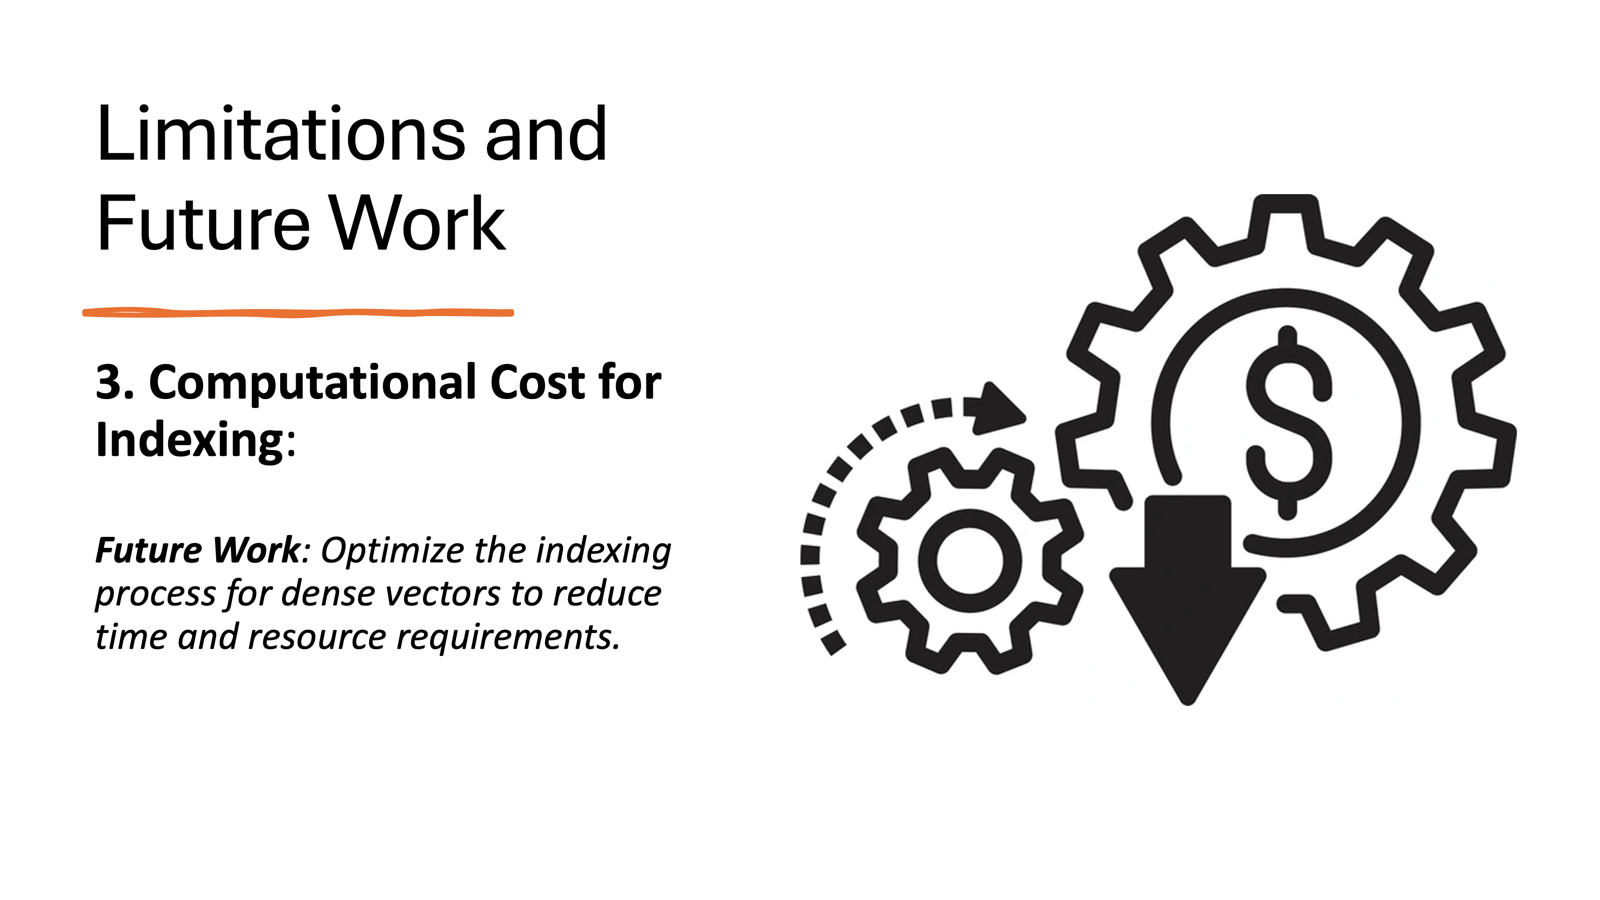 Limitations and
Future Work
3. Computational Cost for
Indexing:
Future Work: Optimize the indexing
process for dense vectors to reduce
time and resource requirements.
$